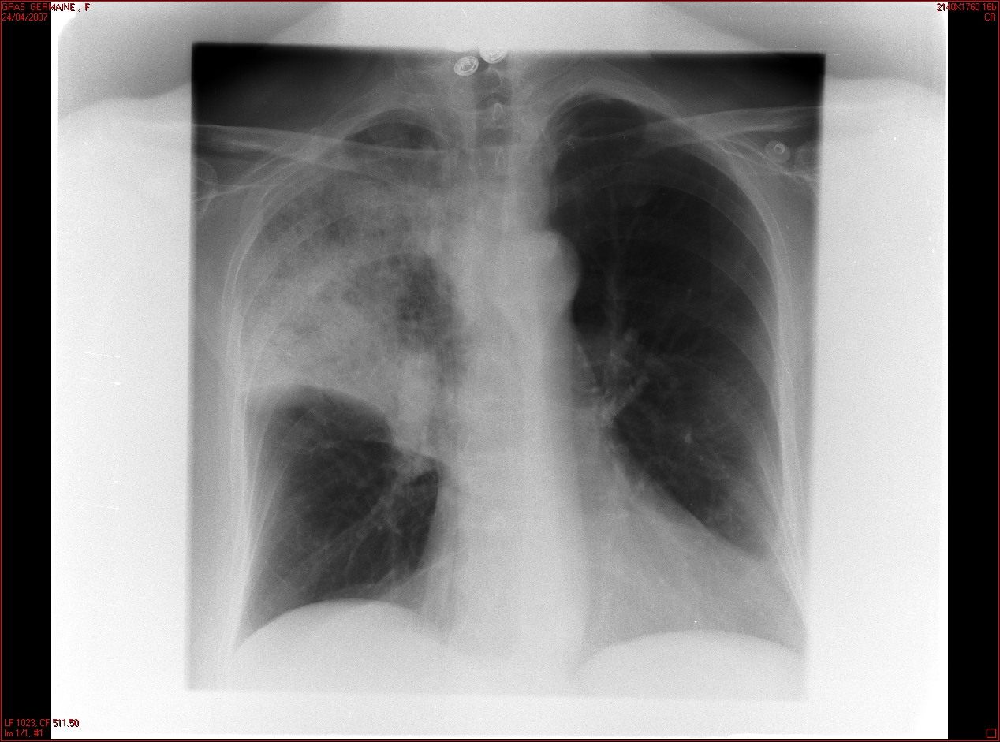 GRAS GERMAINE , F
24/04/2007
2140X1760 16b
CR
LF 1023, CF 511.50
Im 1/1, #1